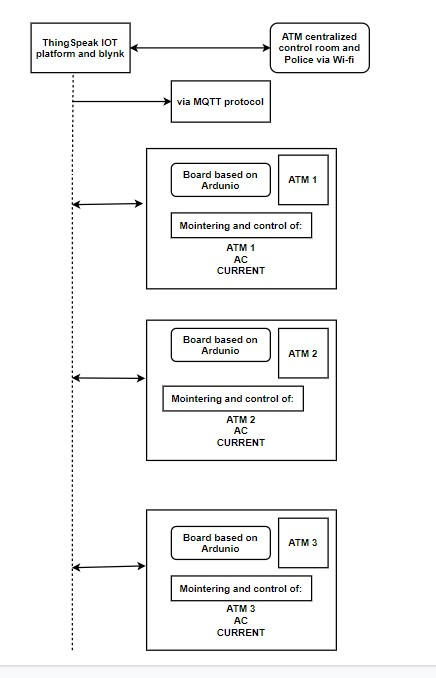 ThingSpeak IOT
platform and blynk
ATM centralized
control room and
Police via Wi-fi
via MQTT protocol
Board based on
Ardunio
ATM 1
Mointering and control of:
ATM 1
AC
CURRENT
Board based on
Ardunio
ATM 2
Mointering and control of:
ATM 2
AC
CURRENT
Board based on
Ardunio
ATM 3
Mointering and control of:
ATM 3
AC
CURRENT